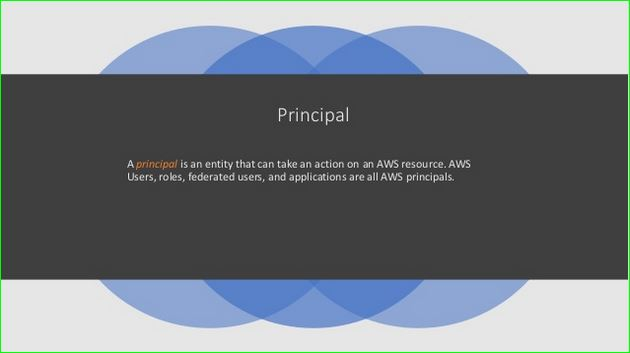 Principal
A principal is an entity that can take an action on an AWS resource. AWS
Users, roles, federated users, and applications are all AWS principals.